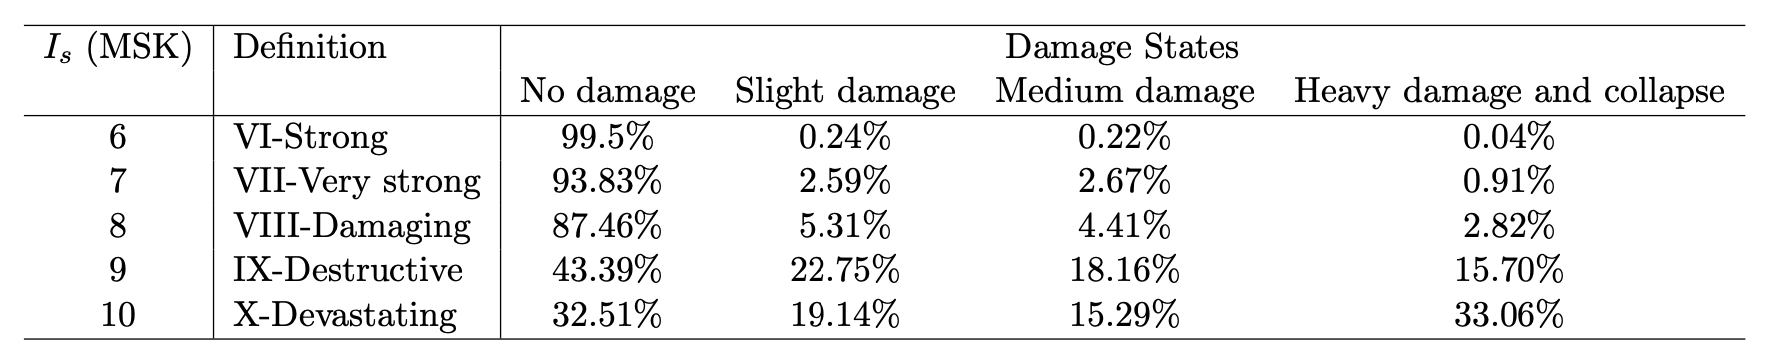 I_s (MSK) Definition Damage States
No damage Slight damage Medium damage Heavy damage and collapse
6 VI-Strong 99.5% 0.24% 0.22% 0.04%
7 VII-Very strong 93.83% 2.59% 2.67% 0.91%
8 VIII-Damaging 87.46% 5.31% 4.41% 2.82%
9 IX-Destructive 43.39% 22.75% 18.16% 15.70%
10 X-Devastating 32.51% 19.14% 15.29% 33.06%